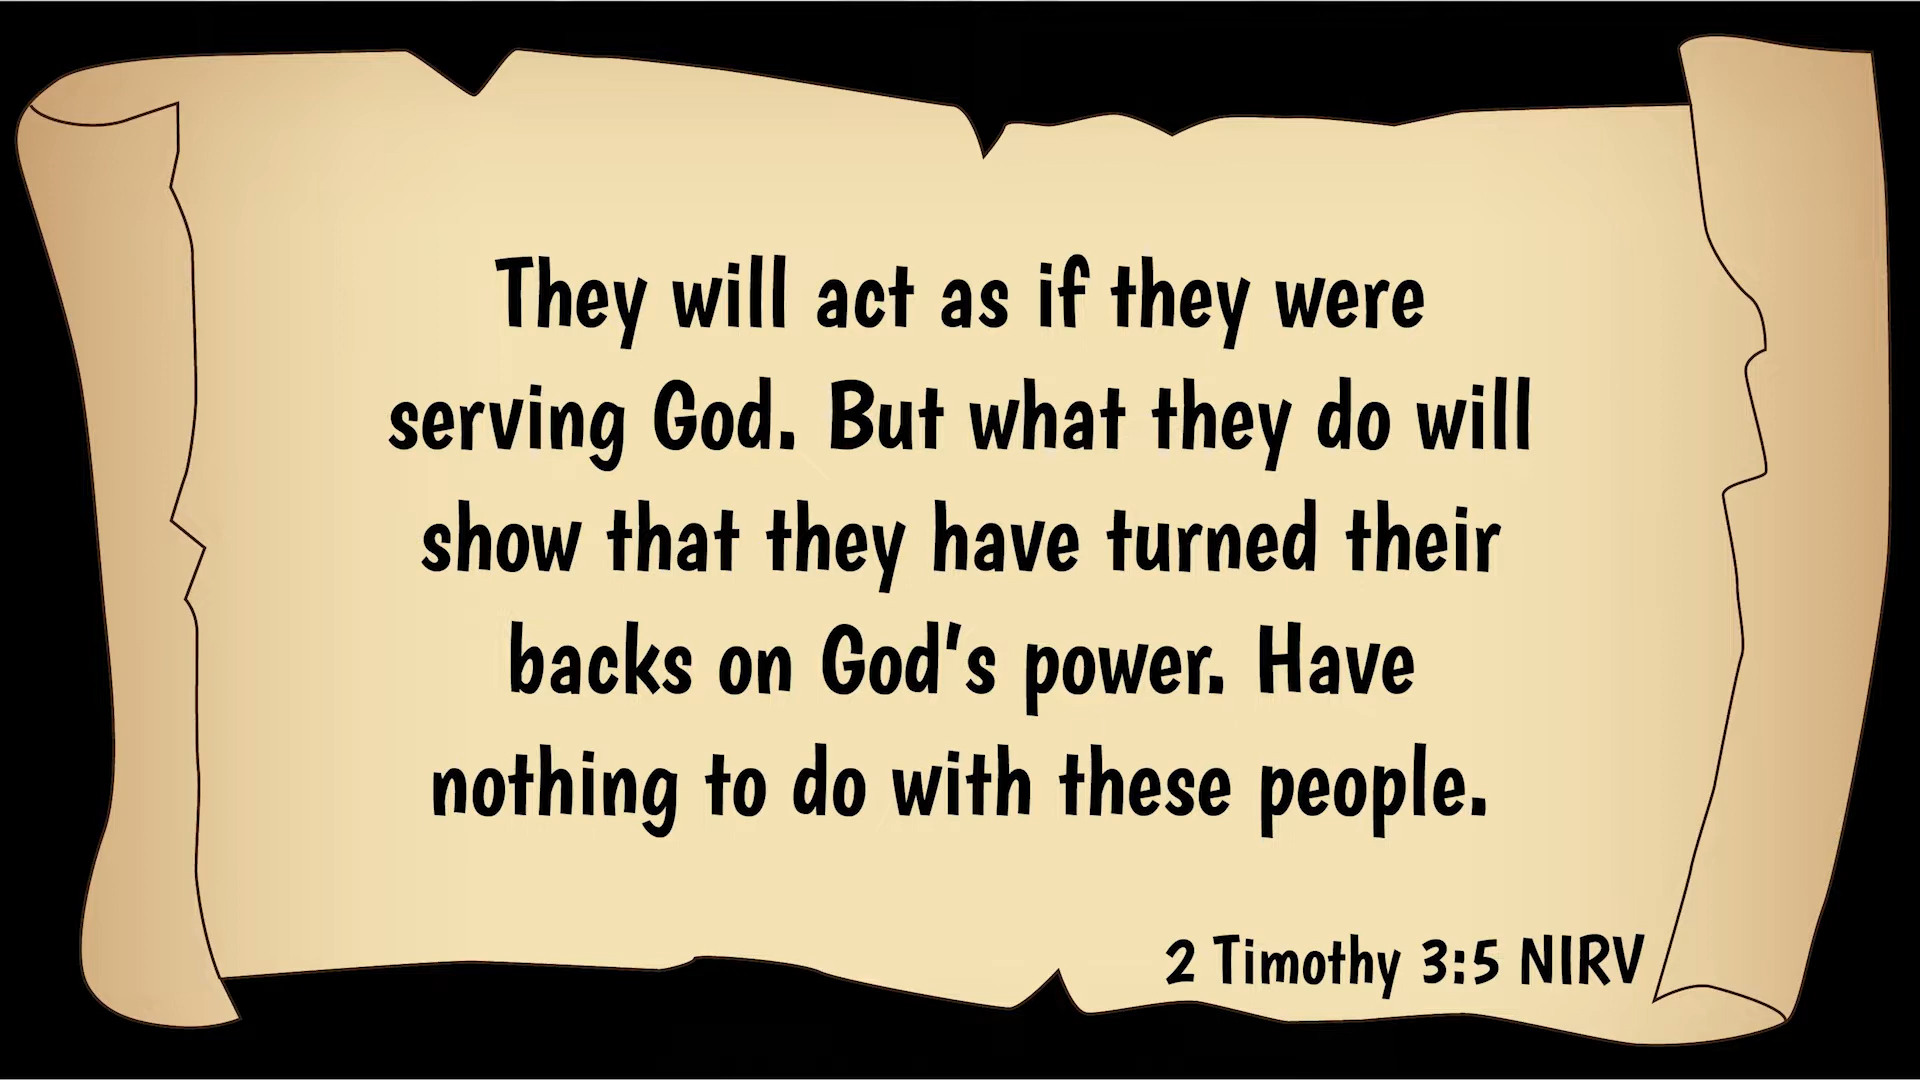 They will act as if they were
serving God. But what they do will
show that they have turned their
backs on God's power. Have
nothing to do with these people.
2 Timothy 3:5 NIRV